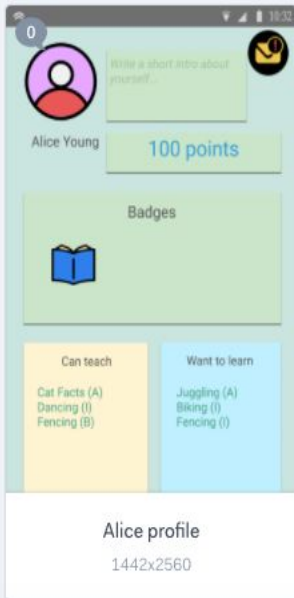 10:32
0
Write a short intro about
yourself...
Alice Young
100 points
Badges
Can teach
Cat Facts (A)
Dancing (I)
Fencing (B)
Want to learn
Juggling (A)
Biking (I)
Fencing (I)
Alice profile
1442x2560